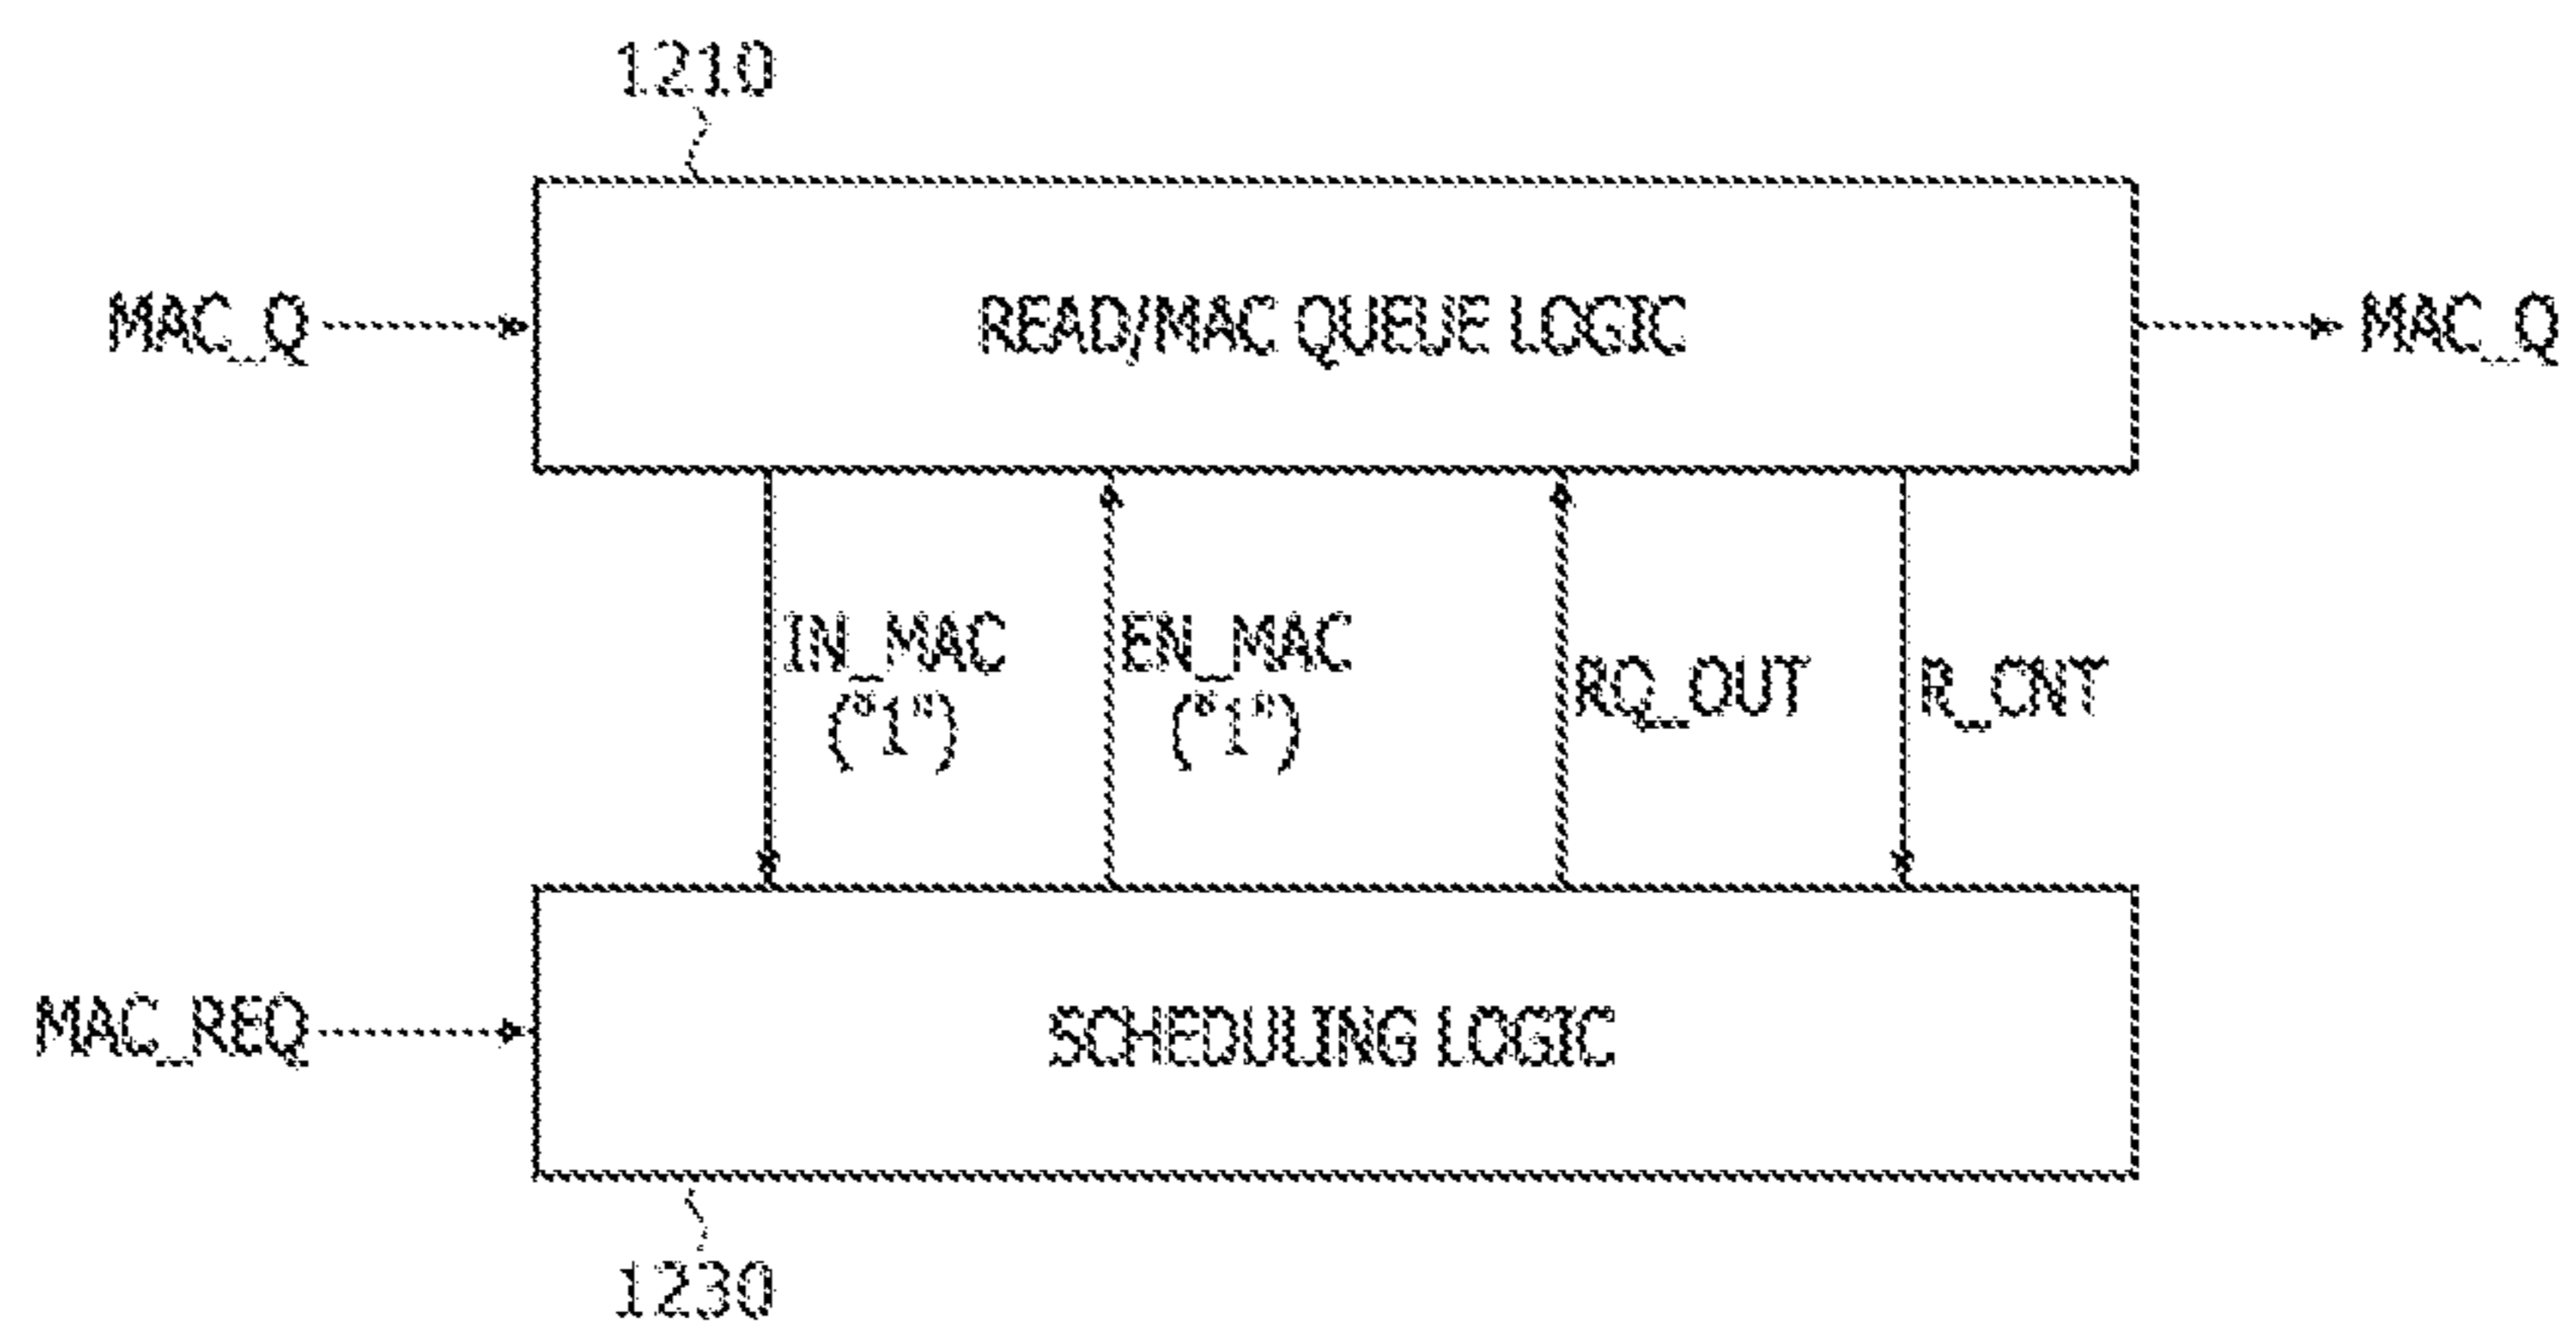 1210
MAC_Q
READ/MAC QUEUE LOGIC
MAC_Q
IN_MAC
("1")
EN_MAC
("1")
RQ_OUT
R_CNT
MAC_REQ
SCHEDULING LOGIC
1230